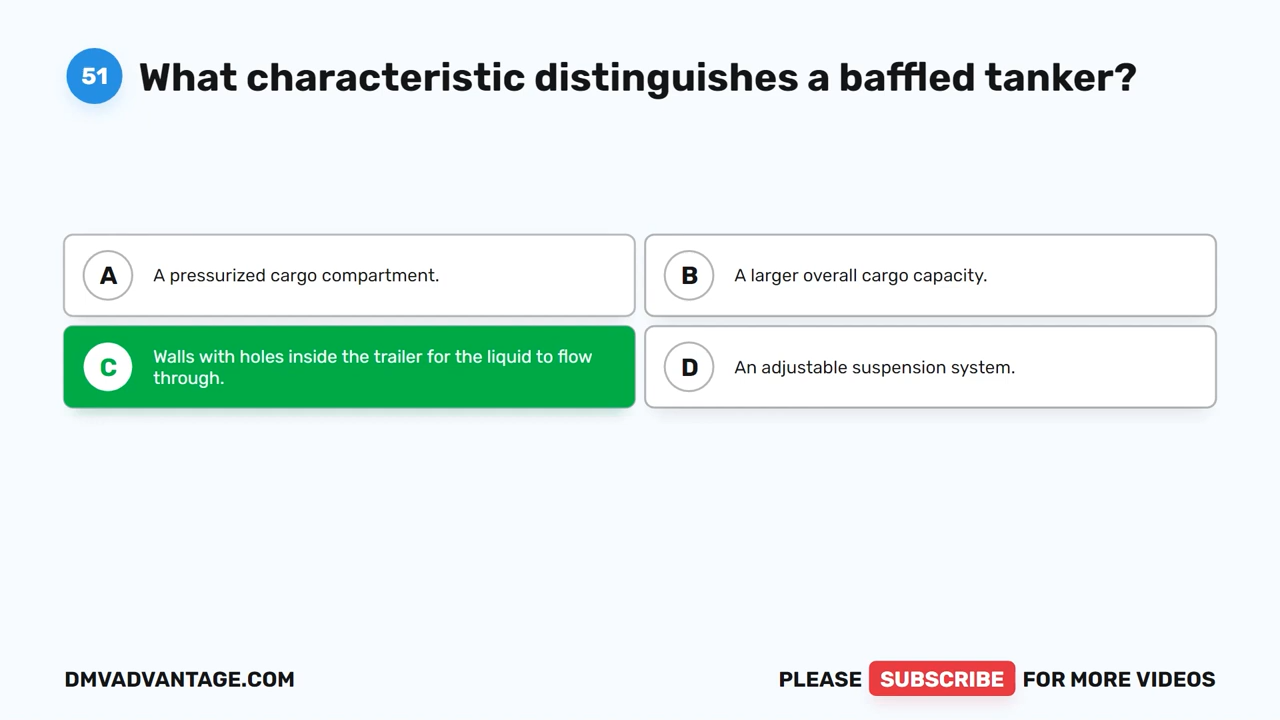 51
What characteristic distinguishes a baffled tanker?
A
A pressurized cargo compartment.
B
A larger overall cargo capacity.
C
Walls with holes inside the trailer for the liquid to flow
through.
D
An adjustable suspension system.
DMVADVANTAGE.COM
PLEASE SUBSCRIBE FOR MORE VIDEOS